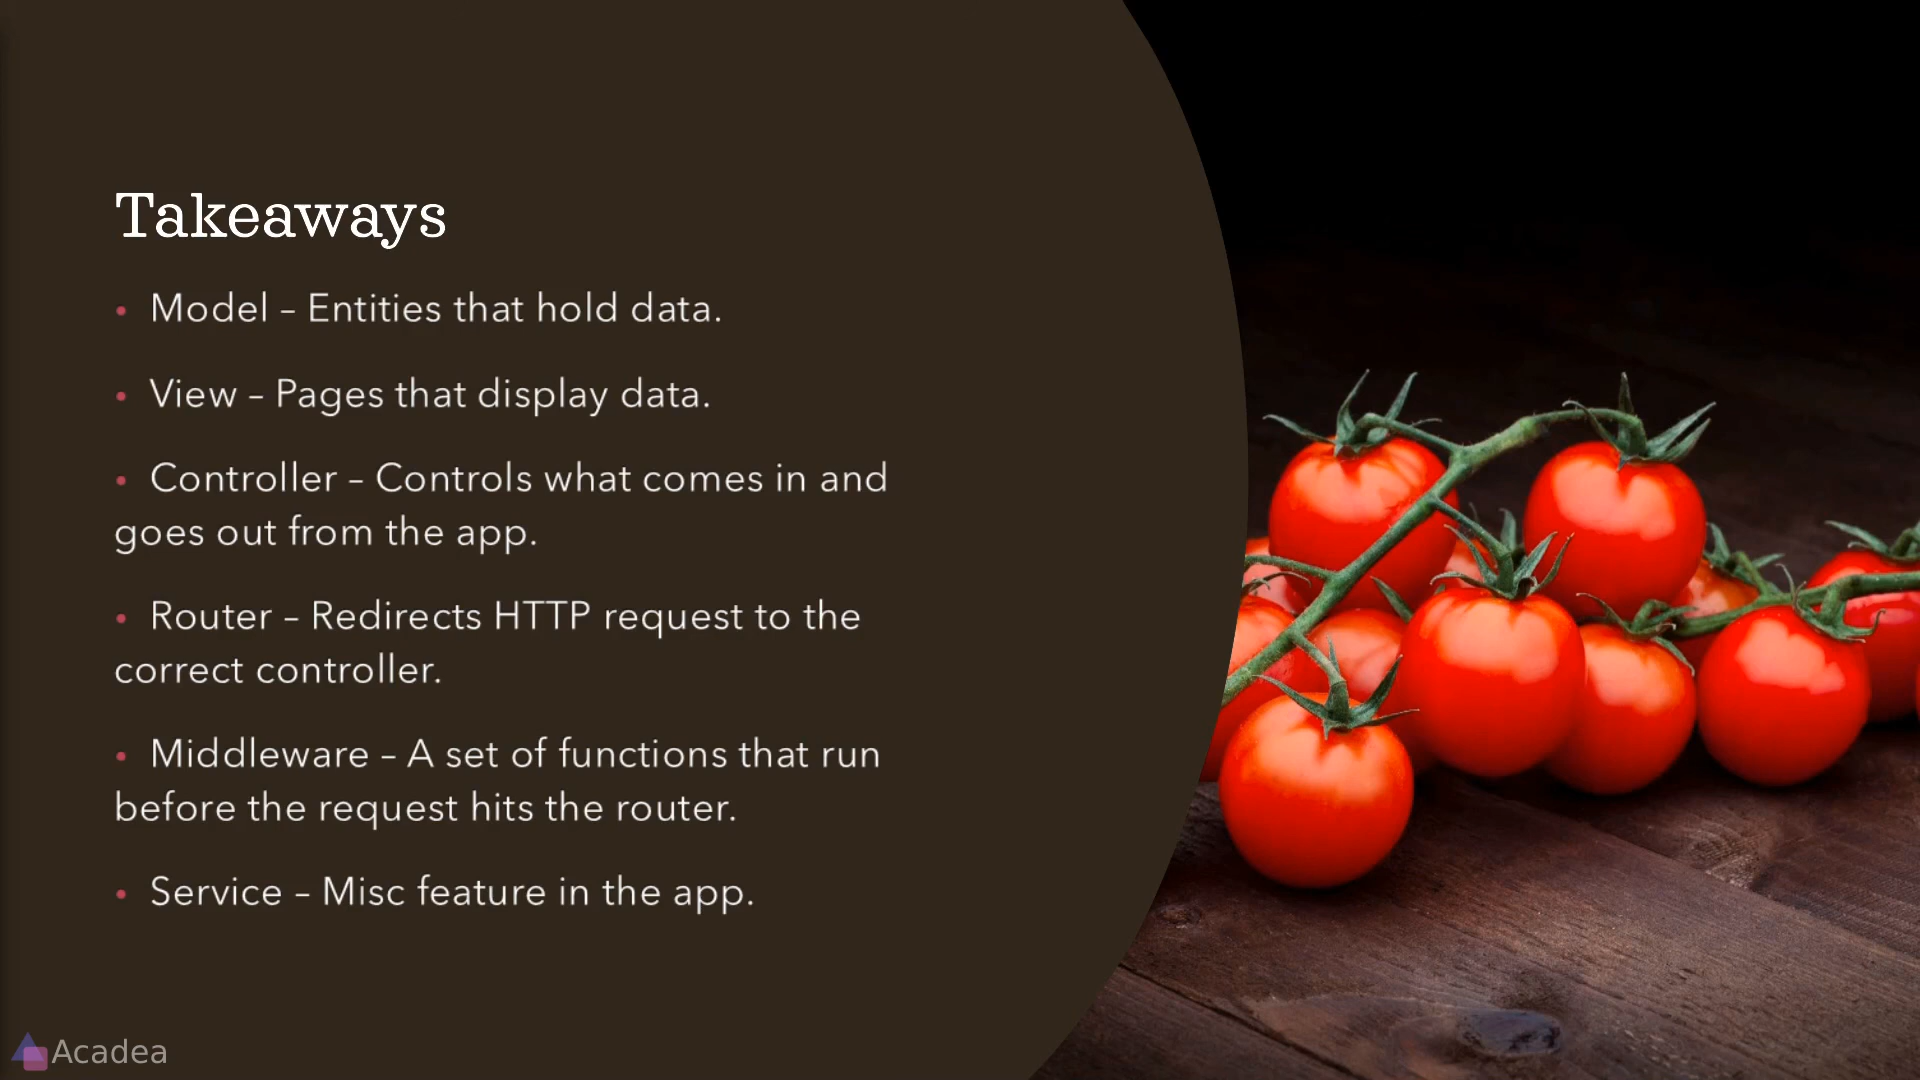 Takeaways
• Model – Entities that hold data.
• View – Pages that display data.
• Controller – Controls what comes in and
goes out from the app.
• Router – Redirects HTTP request to the
correct controller.
• Middleware – A set of functions that run
before the request hits the router.
• Service – Misc feature in the app.
Acadea